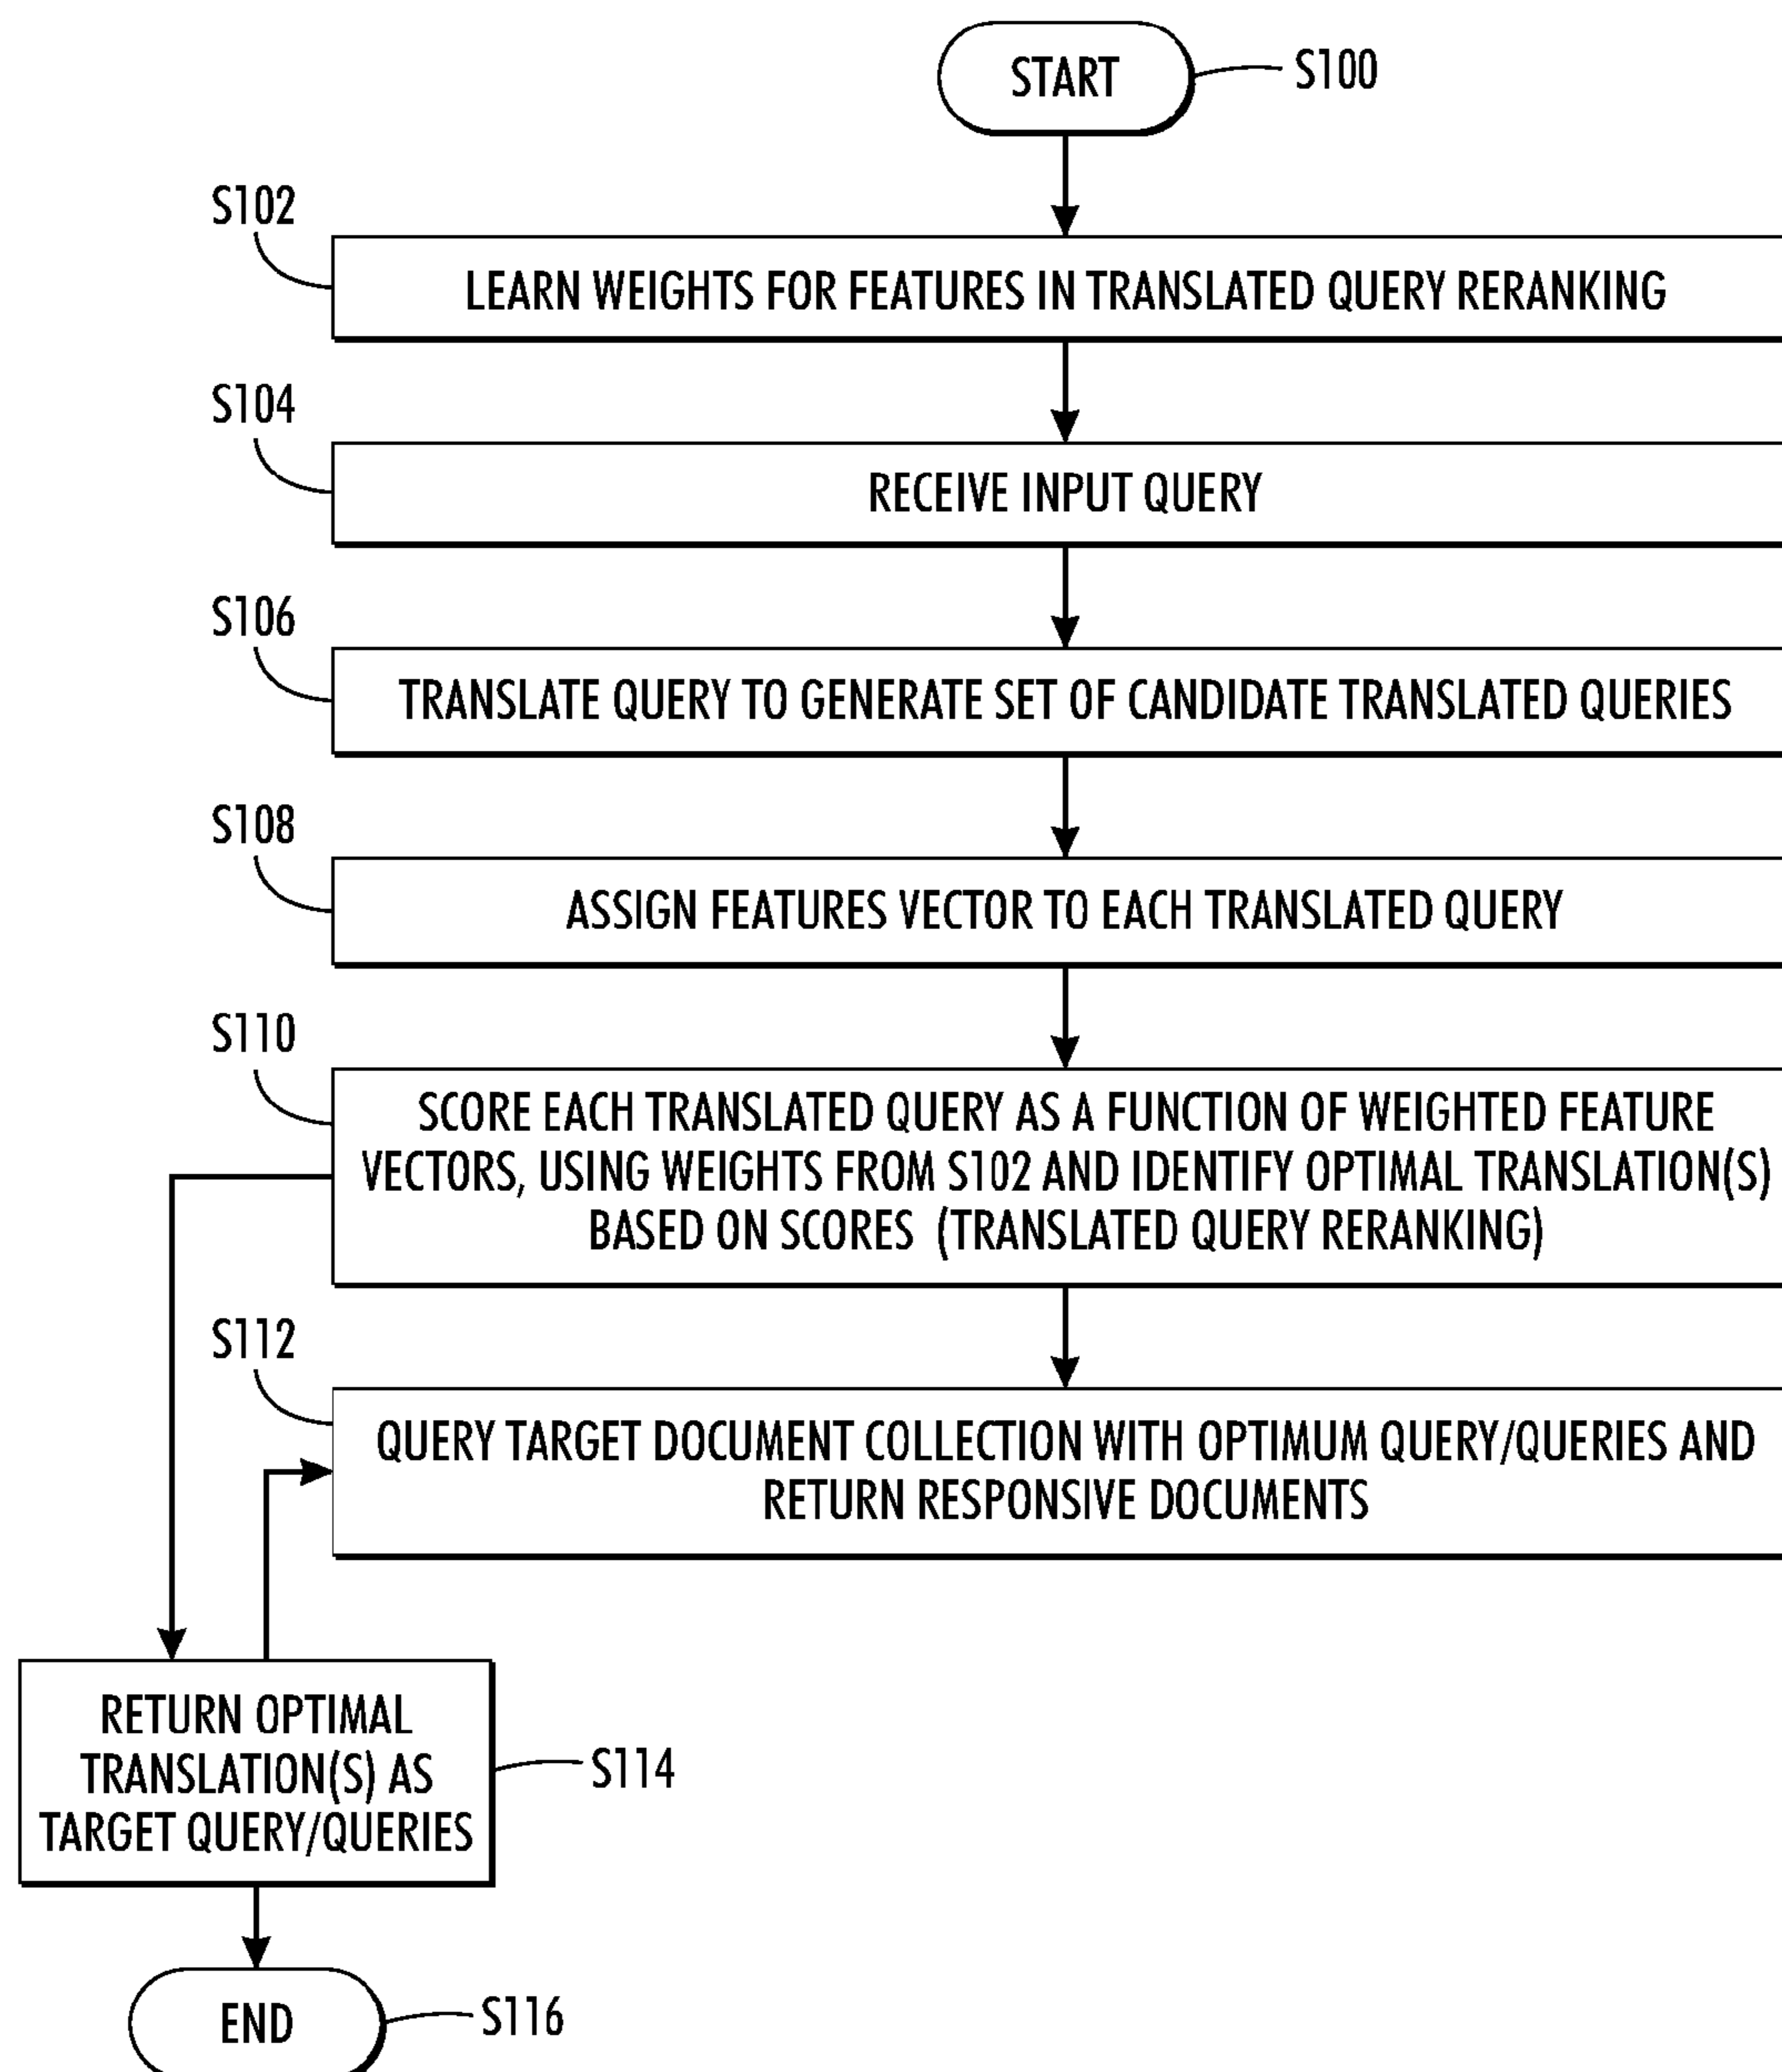 START
S100
S102
LEARN WEIGHTS FOR FEATURES IN TRANSLATED QUERY RERANKING
S104
RECEIVE INPUT QUERY
S106
TRANSLATE QUERY TO GENERATE SET OF CANDIDATE TRANSLATED QUERIES
S108
ASSIGN FEATURES VECTOR TO EACH TRANSLATED QUERY
S110
SCORE EACH TRANSLATED QUERY AS A FUNCTION OF WEIGHTED FEATURE
VECTORS, USING WEIGHTS FROM S102 AND IDENTIFY OPTIMAL TRANSLATION(S)
BASED ON SCORES (TRANSLATED QUERY RERANKING)
S112
QUERY TARGET DOCUMENT COLLECTION WITH OPTIMUM QUERY/QUERIES AND
RETURN RESPONSIVE DOCUMENTS
RETURN OPTIMAL
TRANSLATION(S) AS
TARGET QUERY/QUERIES
S114
END
S116